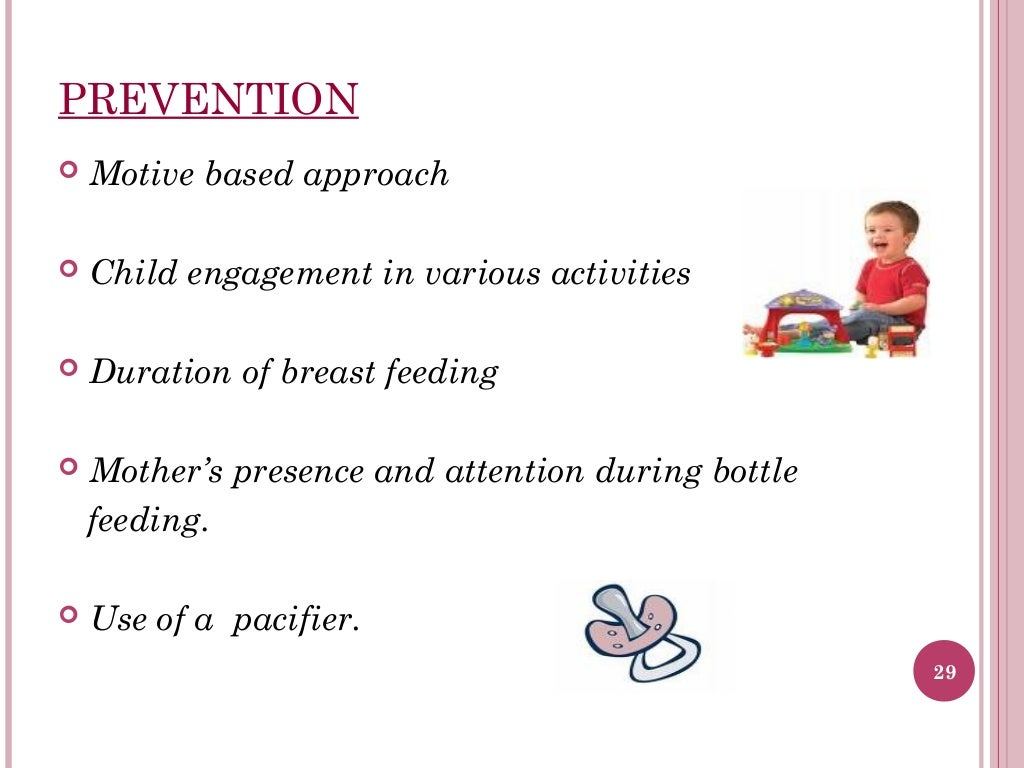 PREVENTION
Motive based approach
Child engagement in various activities
Duration of breast feeding
Mother’s presence and attention during bottle
feeding.
Use of a  pacifier.
29